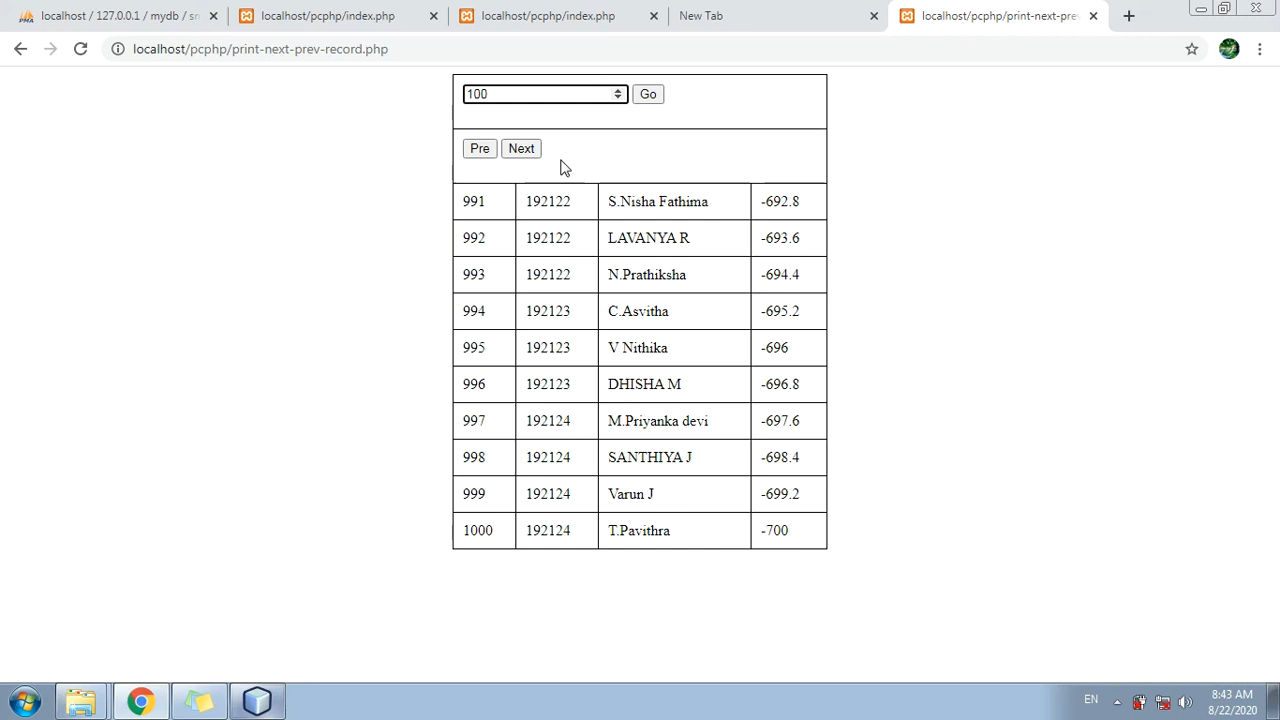 localhost / 127.0.0.1 / mydb / s
localhost/pcphp/index.php
localhost/pcphp/index.php
New Tab
localhost/pcphp/print-next-prev
localhost/pcphp/print-next-prev-record.php
100 Go
Pre Next
991 192122 S.Nisha Fathima -692.8
992 192122 LAVANYA R -693.6
993 192122 N.Prathiksha -694.4
994 192123 C.Asvitha -695.2
995 192123 V Nithika -696
996 192123 DHISHA M -696.8
997 192124 M.Priyanka devi -697.6
998 192124 SANTHIYA J -698.4
999 192124 Varun J -699.2
1000 192124 T.Pavithra -700
EN
8:43 AM
8/22/2020